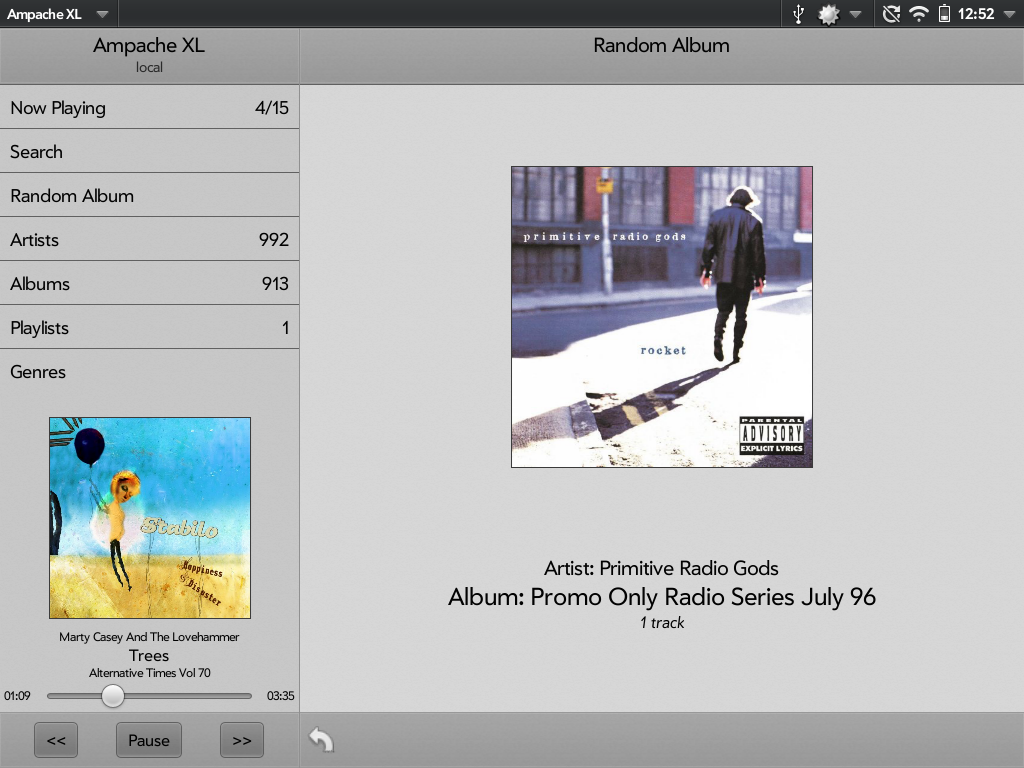 Ampache XL
12:52
Ampache XL
local
Random Album
Now Playing 4/15
Search
Random Album
Artists 992
Albums 913
Playlists 1
Genres
primitive radio gods
rocket
PARENTAL
ADVISORY
EXPLICIT LYRICS
Stabilo
Happiness
& Disaster
Artist: Primitive Radio Gods
Album: Promo Only Radio Series July 96
1 track
Marty Casey And The Lovehammer
Trees
Alternative Times Vol 70
01:09 03:35
<< Pause >>